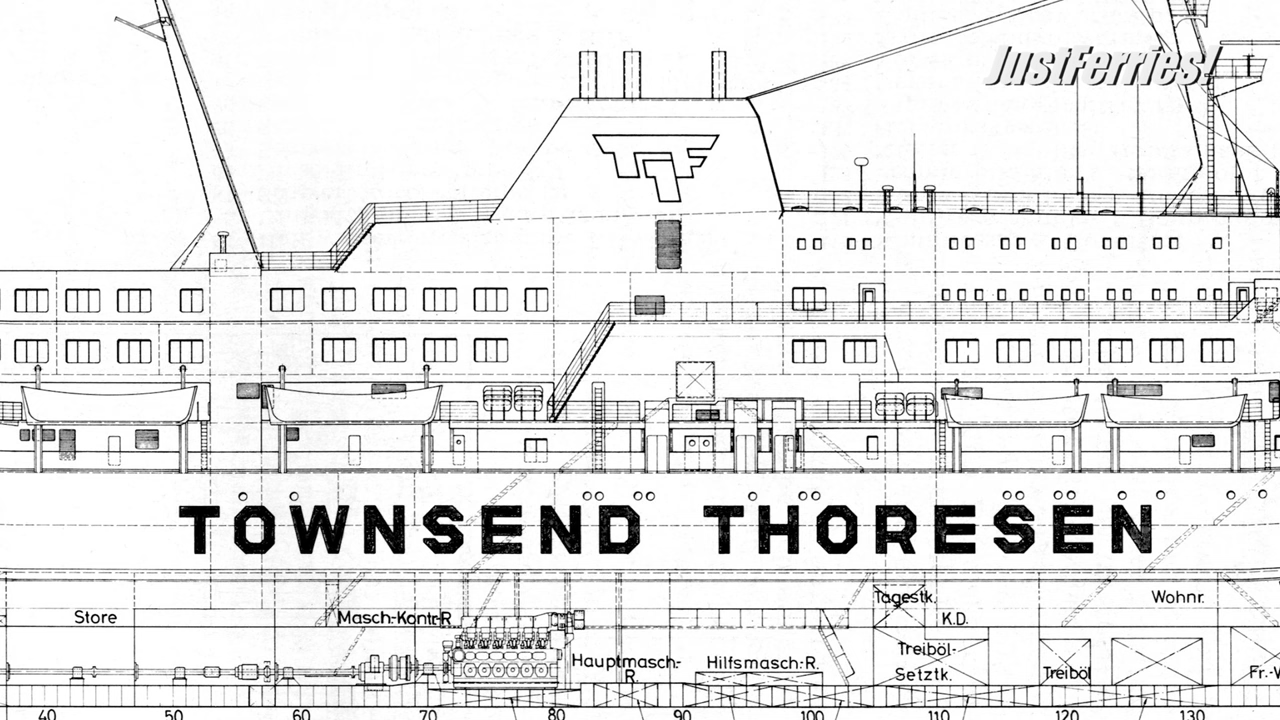 JustFerries!
TTF
TOWNSEND THORESEN
Tagestk.
Wohnr.
Store
Masch.-Kontr.R
K.D.
Hauptmasch.-
R.
Hilfsmasch.-R.
Treiböl-
Setztk.
Treiböl
Fr.-W
40 50 60 70 80 90 100 110 120 130